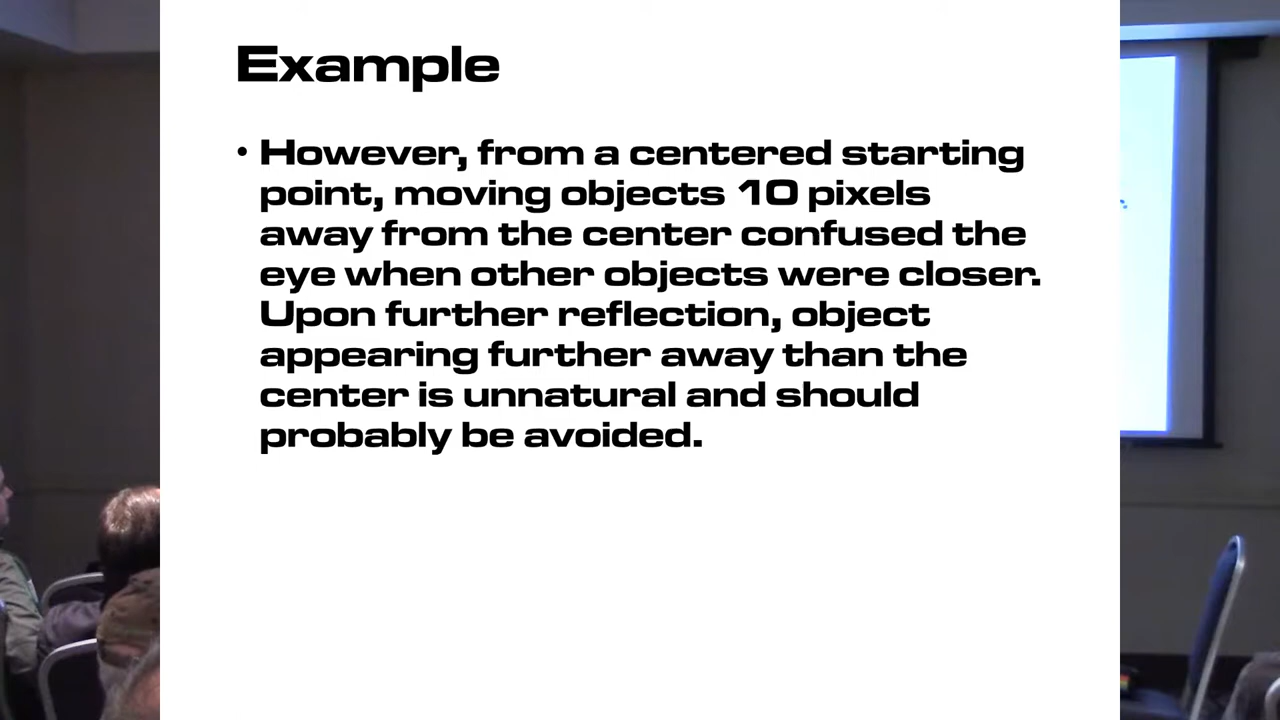 Example
• However, from a centered starting
point, moving objects 10 pixels
away from the center confused the
eye when other objects were closer.
Upon further reflection, object
appearing further away than the
center is unnatural and should
probably be avoided.